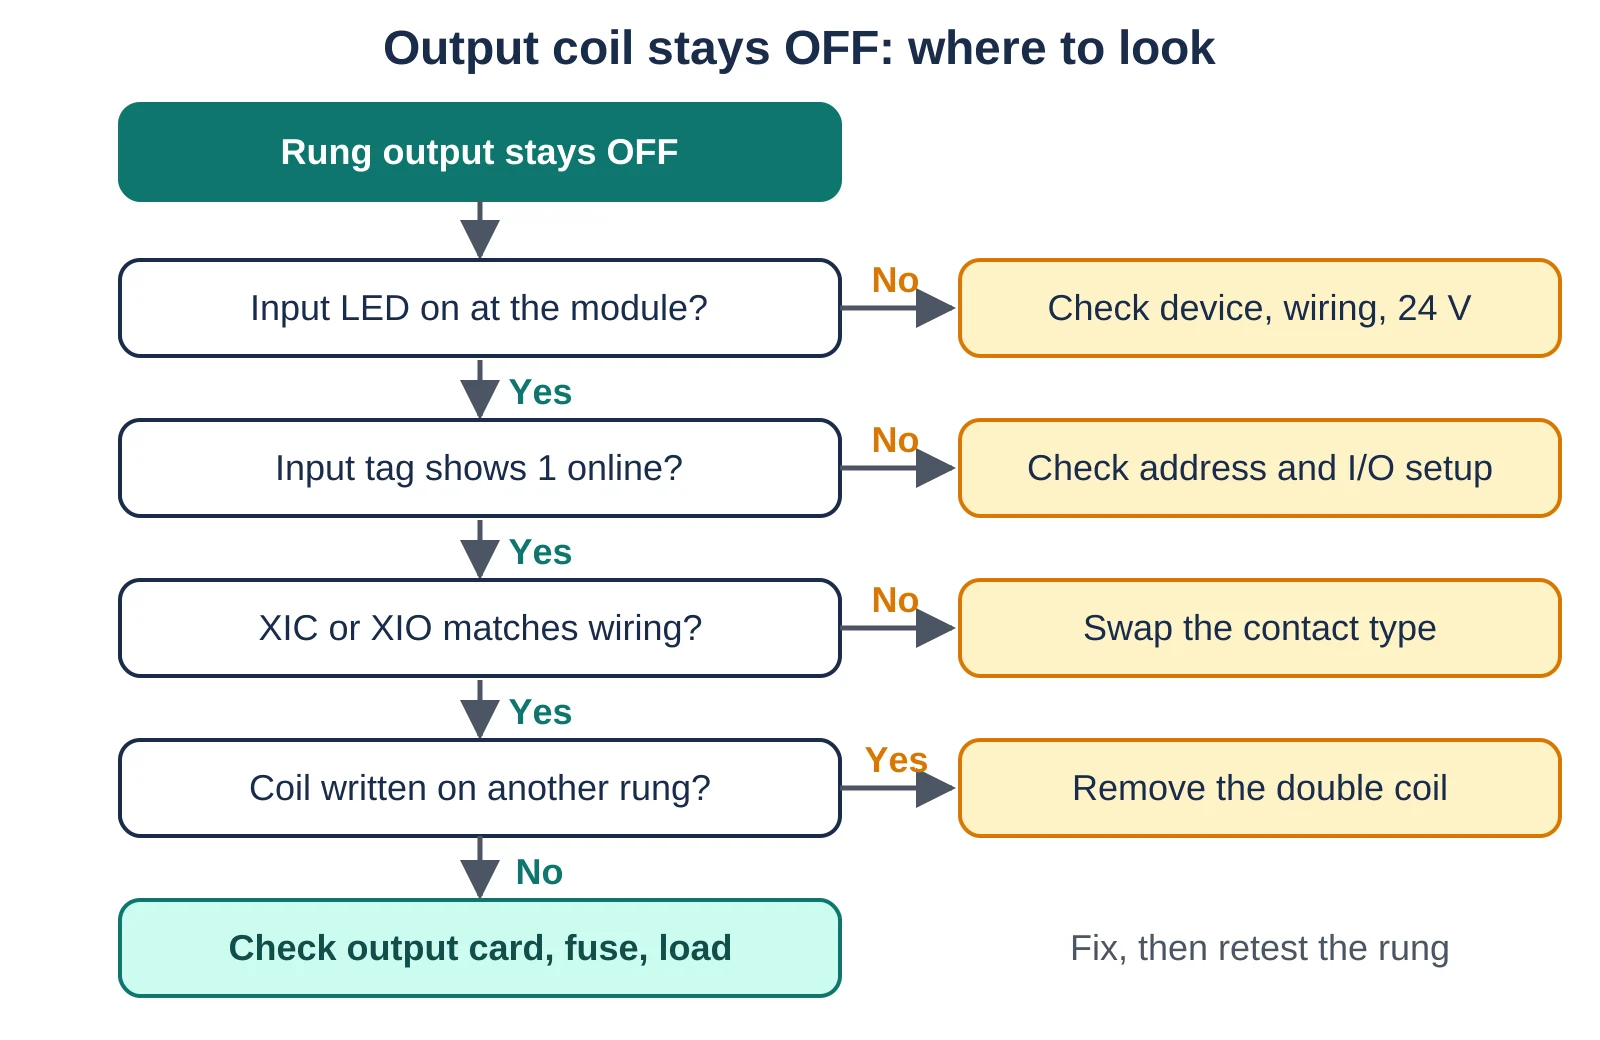 Output coil stays OFF: where to look
Rung output stays OFF
Input LED on at the module?
No
Check device, wiring, 24 V
Yes
Input tag shows 1 online?
No
Check address and I/O setup
Yes
XIC or XIO matches wiring?
No
Swap the contact type
Yes
Coil written on another rung?
Yes
Remove the double coil
No
Check output card, fuse, load
Fix, then retest the rung